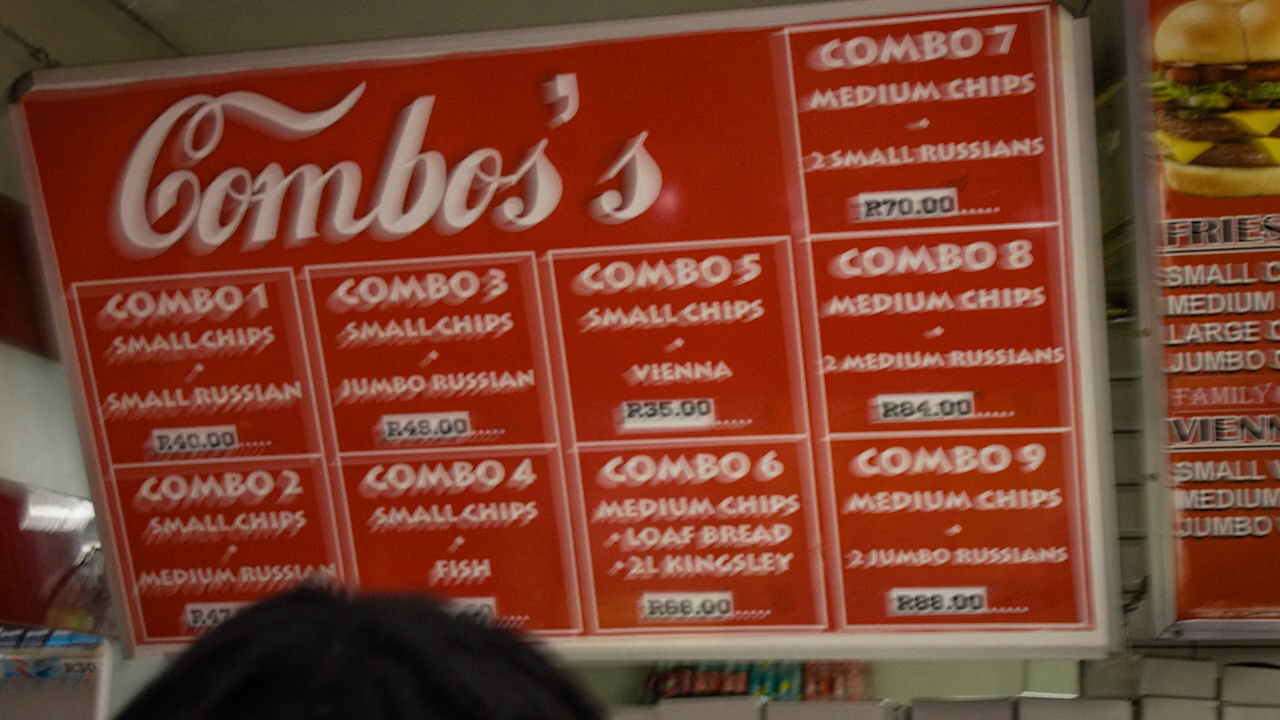 Combos's
COMBO 1
SMALL CHIPS
+
SMALL RUSSIAN
R40.00.....
COMBO 2
SMALL CHIPS
+
MEDIUM RUSSIAN
COMBO 3
SMALL CHIPS
+
JUMBO RUSSIAN
R48.00.....
COMBO 4
SMALL CHIPS
+
FISH
COMBO 5
SMALL CHIPS
+
VIENNA
R35.00.....
COMBO 6
MEDIUM CHIPS
+ LOAF BREAD
+ 2L KINGSLEY
R68.00.....
COMBO 7
MEDIUM CHIPS
+
2 SMALL RUSSIANS
R70.00.....
COMBO 8
MEDIUM CHIPS
+
2 MEDIUM RUSSIANS
R84.00.....
COMBO 9
MEDIUM CHIPS
+
2 JUMBO RUSSIANS
R88.00.....
FRIES
SMALL
MEDIUM
LARGE
JUMBO
FAMILY
SMALL
MEDIUM
JUMBO
R30